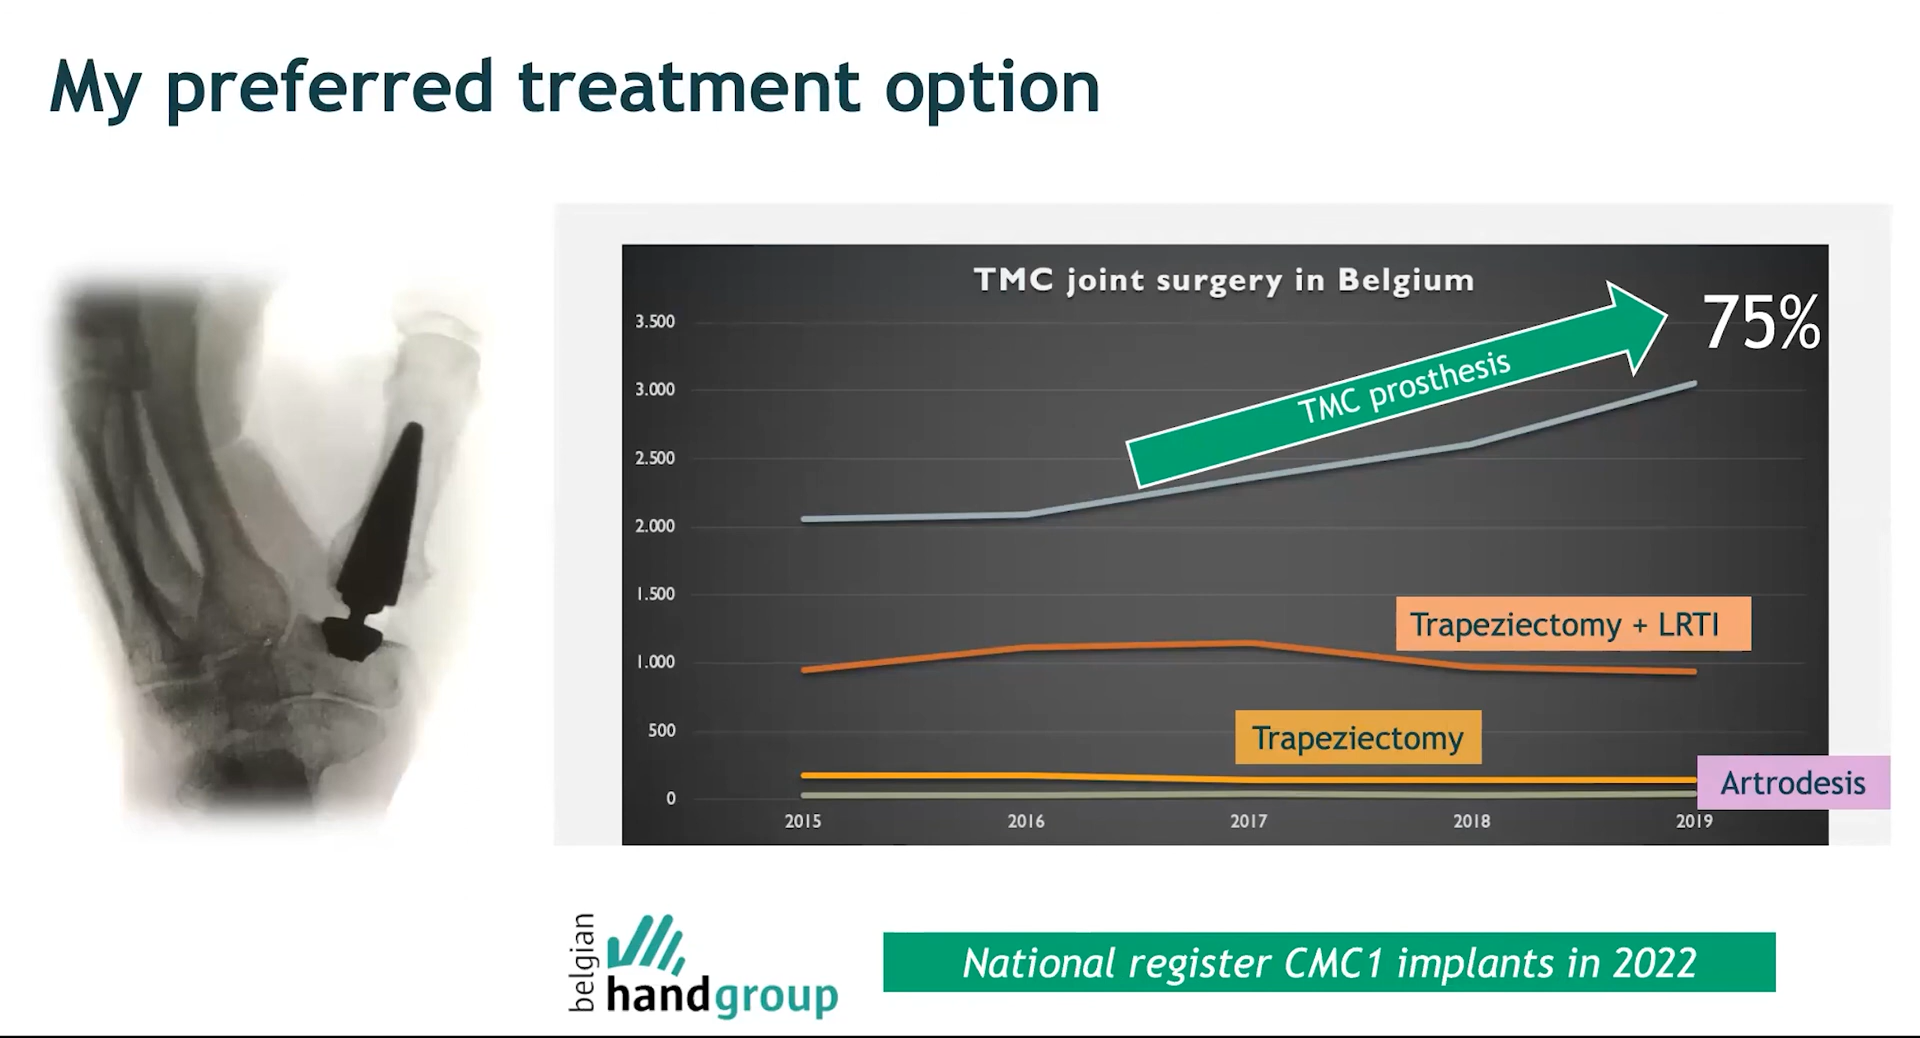 My preferred treatment option
TMC joint surgery in Belgium
75%
3.500
3.000
2.500
2.000
1.500
1.000
500
0
TMC prosthesis
Trapeziectomy + LRTI
Trapeziectomy
Artrodesis
2015
2016
2017
2018
2019
belgian
handgroup
National register CMC1 implants in 2022